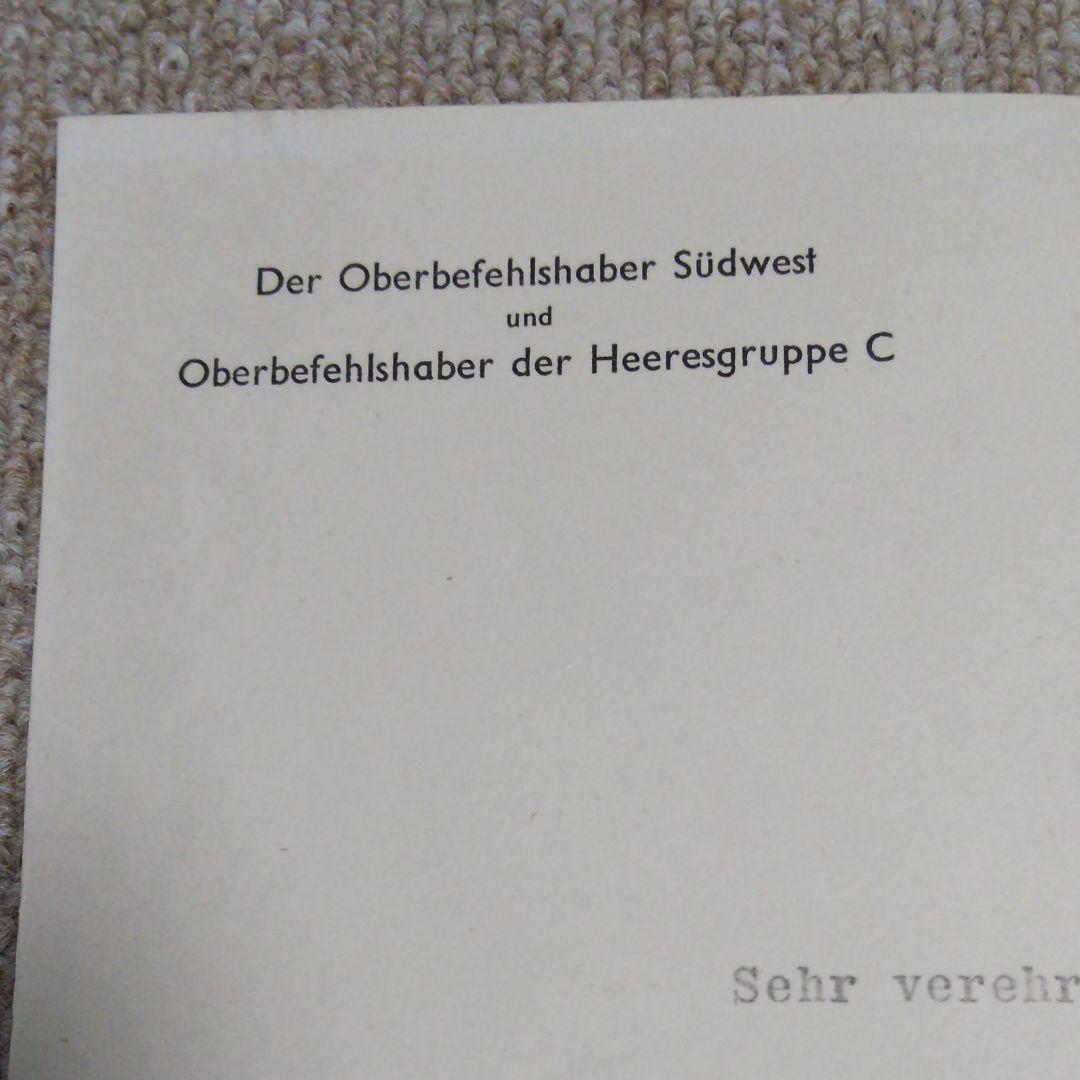 Der Oberbefehlshaber Südwest
und
Oberbefehlshaber der Heeresgruppe C
Sehr verehr